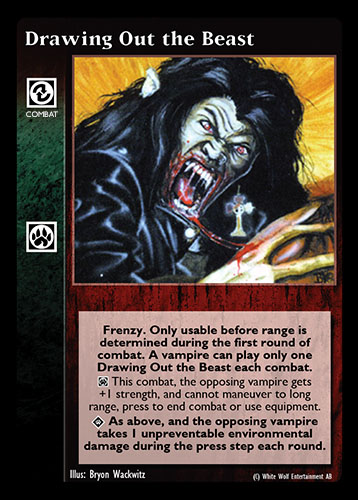 Drawing Out the Beast
COMBAT
Frenzy. Only usable before range is
determined during the first round of
combat. A vampire can play only one
Drawing Out the Beast each combat.
This combat, the opposing vampire gets
+1 strength, and cannot maneuver to long
range, press to end combat or use equipment.
As above, and the opposing vampire
takes 1 unpreventable environmental
damage during the press step each round.
Illus: Bryon Wackwitz
(C) White Wolf Entertainment AB